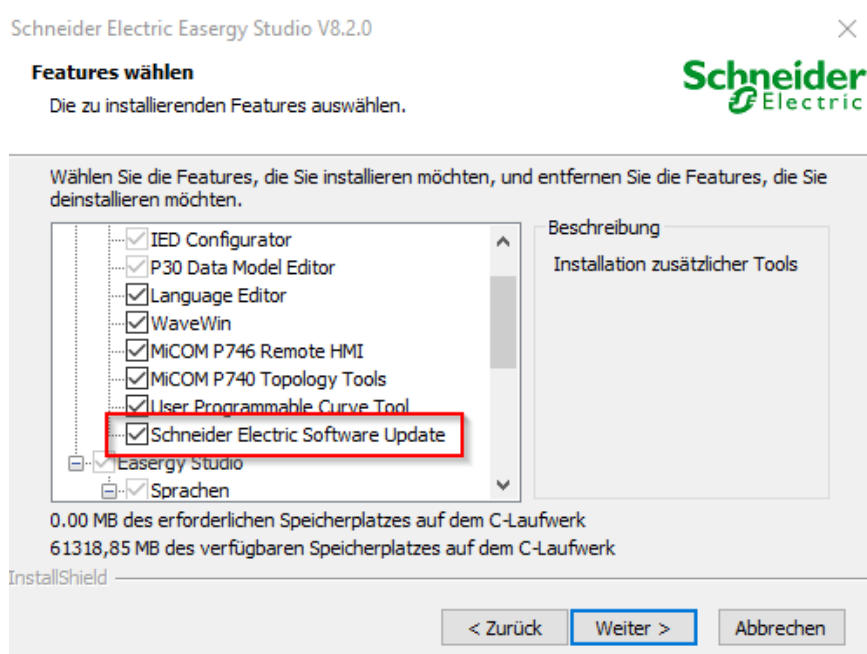 Schneider Electric Easergy Studio V8.2.0
Features wählen
Die zu installierenden Features auswählen.
Schneider
Electric
Wählen Sie die Features, die Sie installieren möchten, und entfernen Sie die Features, die Sie
deinstallieren möchten.
IED Configurator
P30 Data Model Editor
Language Editor
WaveWin
MiCOM P746 Remote HMI
MiCOM P740 Topology Tools
User Programmable Curve Tool
Schneider Electric Software Update
Easergy Studio
Sprachen
Beschreibung
Installation zusätzlicher Tools
0.00 MB des erforderlichen Speicherplatzes auf dem C-Laufwerk
61318,85 MB des verfügbaren Speicherplatzes auf dem C-Laufwerk
InstallShield
< Zurück
Weiter >
Abbrechen